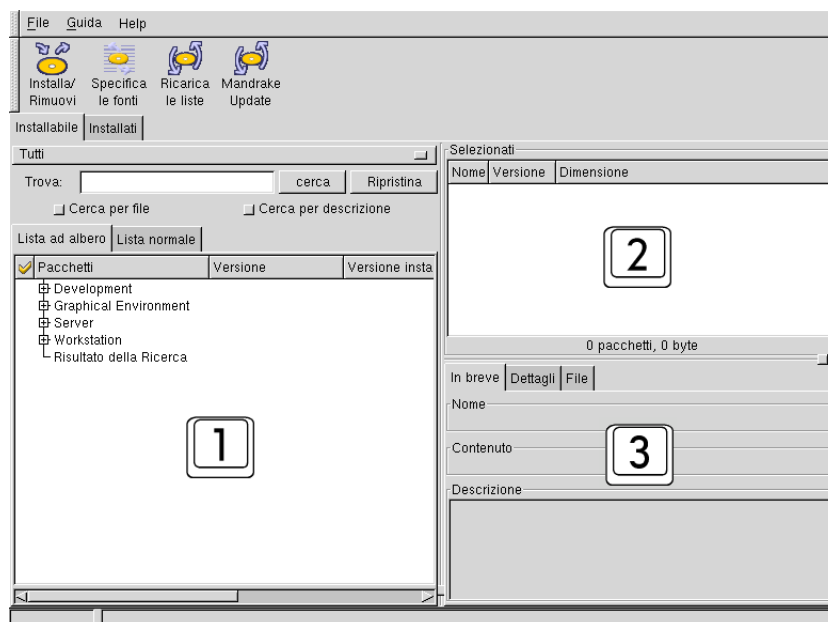 File Guida Help
Installa/ Rimuovi
Specifica le fonti
Ricarica le liste
Mandrake Update
Installabile Installati
Tutti
Trova: cerca Ripristina
Cerca per file Cerca per descrizione
Lista ad albero Lista normale
Pacchetti Versione Versione insta
Development
Graphical Environment
Server
Workstation
Risultato della Ricerca
1
Selezionati
Nome Versione Dimensione
2
0 pacchetti, 0 byte
In breve Dettagli File
Nome
Contenuto
3
Descrizione